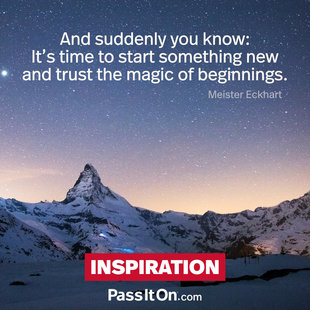 And suddenly you know:
It's time to start something new
and trust the magic of beginnings.
Meister Eckhart
INSPIRATION
PassItOn.com